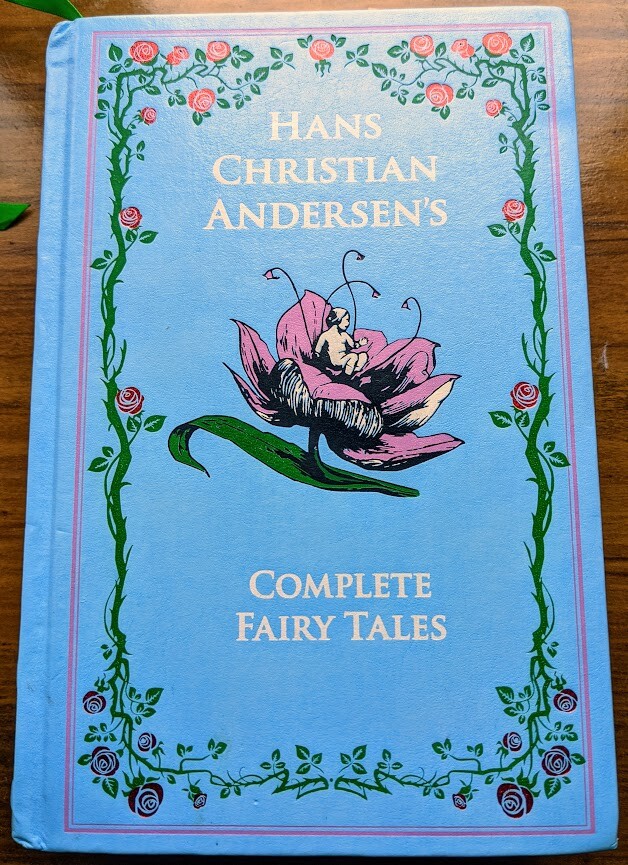 HANS
CHRISTIAN
ANDERSEN'S
COMPLETE
FAIRY TALES